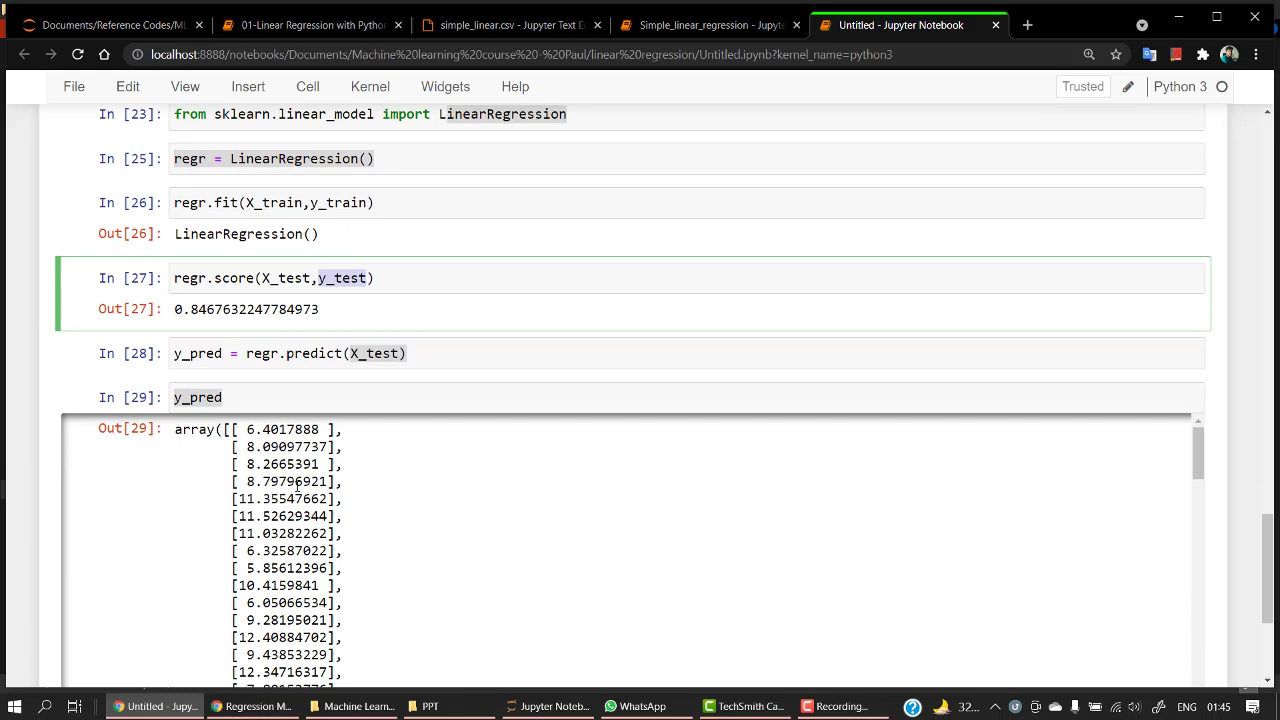 Documents/Reference Codes/ML
01-Linear Regression with Python
simple_linear.csv - Jupyter Text E
Simple_linear_regression - Jupyte
Untitled - Jupyter Notebook
localhost:8888/notebooks/Documents/Machine%20learning%20course%20-%20Paul/linear%20regression/Untitled.ipynb?kernel_name=python3
File Edit View Insert Cell Kernel Widgets Help Trusted Python 3
In [23]: from sklearn.linear_model import LinearRegression
In [25]: regr = LinearRegression()
In [26]: regr.fit(X_train,y_train)
Out[26]: LinearRegression()
In [27]: regr.score(X_test,y_test)
Out[27]: 0.8467632247784973
In [28]: y_pred = regr.predict(X_test)
In [29]: y_pred
Out[29]: array([[ 6.4017888 ],
[ 8.09097737],
[ 8.2665391 ],
[ 8.79796921],
[11.35547662],
[11.52629344],
[11.03282262],
[ 6.32587022],
[ 5.85612396],
[10.4159841 ],
[ 6.05066534],
[ 9.28195021],
[12.40884702],
[ 9.43853229],
[12.34716317],
Untitled - Jupy... Regression M... Machine Learn... PPT Jupyter Noteb... WhatsApp TechSmith Ca... Recording... 32... ENG 01:45